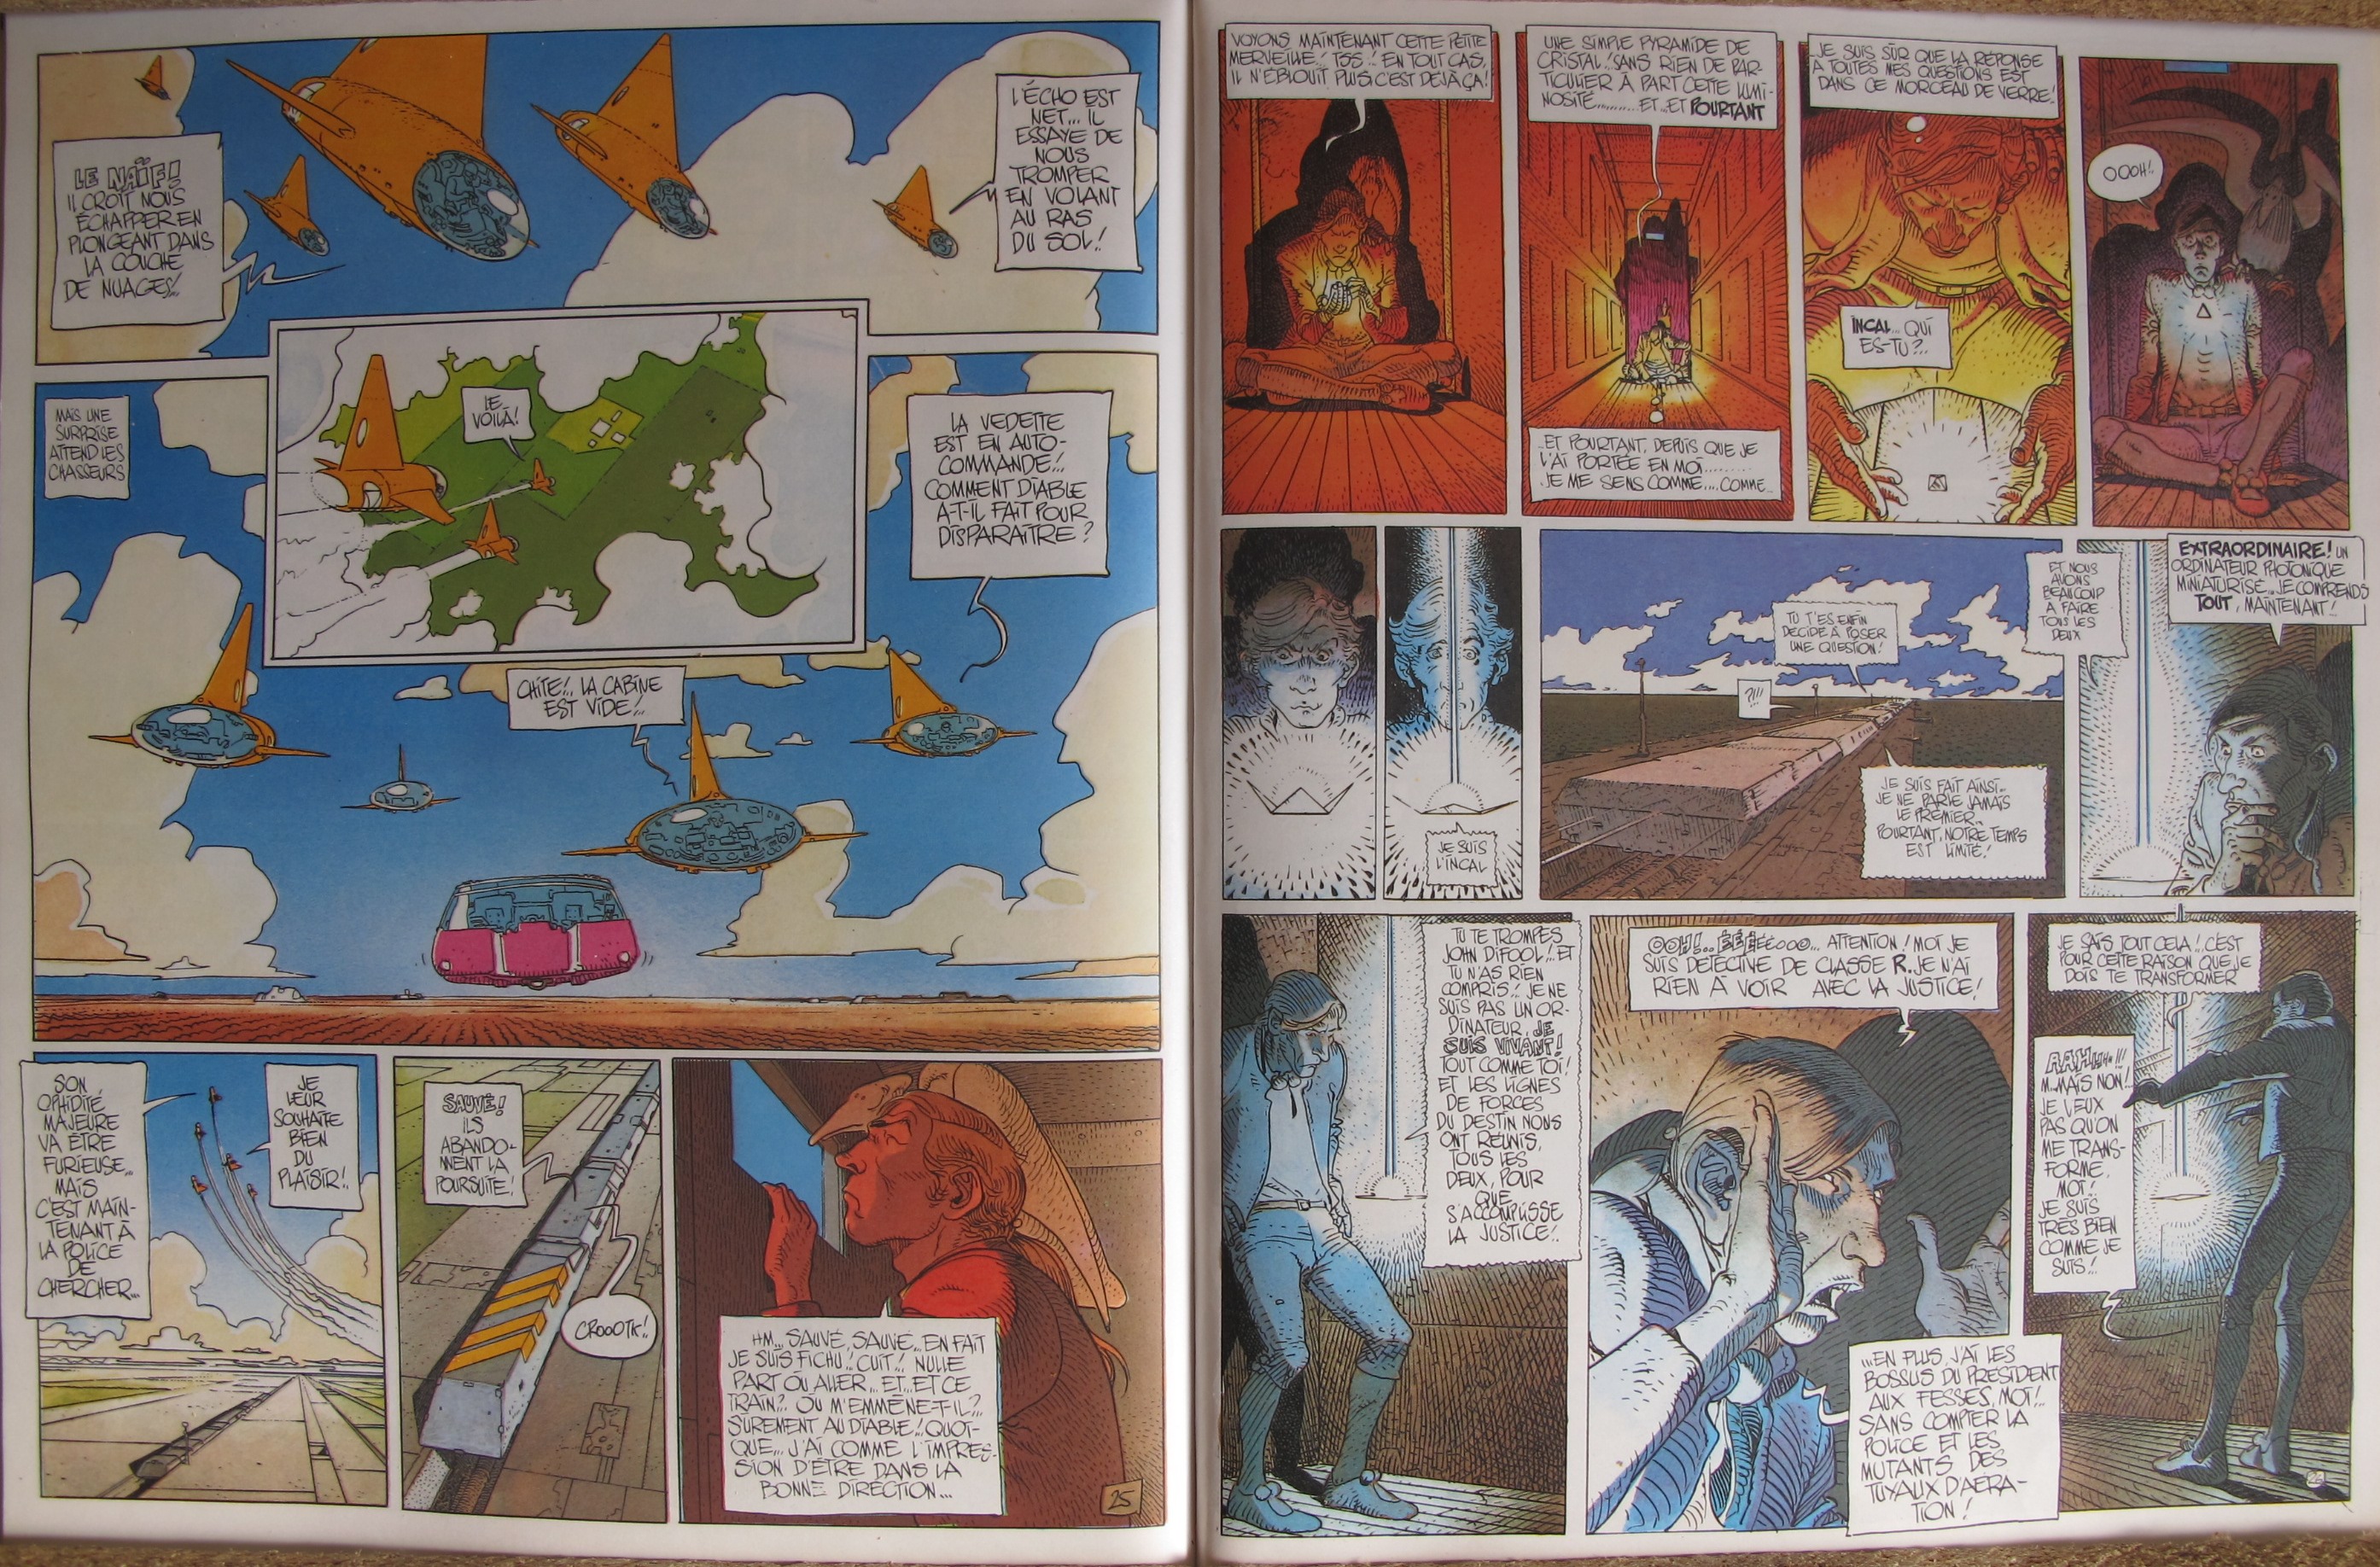 LE NAÏF!
IL CROIT NOUS
ÉCHAPPER EN
PLONGEANT DANS
LA COUCHE
DE NUAGES!
L'ÉCHO EST
NET... IL
ESSAYE DE
NOUS
TROMPER
EN VOLANT
AU RAS
DU SOL!
LE
VOILÀ!
MAIS UNE
SURPRISE
ATTEND LES
CHASSEURS
LA VEDETTE
EST EN AUTO-
COMMANDE!
COMMENT DIABLE
A-T-IL FAIT POUR
DISPARAÎTRE?
CHITE!.. LA CABINE
EST VIDE!..
SON
OPHIDITÉ
MAJEURE
VA ÊTRE
FURIEUSE...
MAIS
C'EST MAIN-
TENANT À
LA POLICE
DE
CHERCHER...
JE
LEUR
SOUHAITE
BIEN
DU
PLAISIR!..
SAUVÉ!
ILS
ABANDO-
NNENT LA
POURSUITE!
CROOOTK!
HM... SAUVÉ, SAUVÉ... EN FAIT
JE SUIS FICHU! CUIT! NULLE
PART OÙ ALLER... ET... ET CE
TRAIN?. OÙ M'EMMÈNE-T-IL?
SÛREMENT AU DIABLE! QUOI-
QUE... J'AI COMME L'IMPRES-
SION D'ÊTRE DANS LA
BONNE DIRECTION...
25
VOYONS MAINTENANT CETTE PETITE
MERVEILLE! TSS!! EN TOUT CAS,
IL N'ÉBLOUIT PLUS C'EST DÉJÀ ÇA!
UNE SIMPLE PYRAMIDE DE
CRISTAL! SANS RIEN DE PAR-
TICULIER À PART CETTE LUMI-
NOSITÉ......... ET... ET POURTANT
..ET POURTANT, DEPUIS QUE JE
L'AI PORTÉE EN MOI........
JE ME SENS COMME.... COMME...
JE SUIS SÛR QUE LA RÉPONSE
À TOUTES MES QUESTIONS EST
DANS CE MORCEAU DE VERRE!
INCAL... QUI
ES-TU?..
OOOH!.
JE SUIS
L'INCAL
TU T'ES ENFIN
DÉCIDÉ À POSER
UNE QUESTION!
?!!!
JE SUIS FAIT AINSI..
JE NE PARLE JAMAIS
LE PREMIER..
POURTANT, NOTRE TEMPS
EST LIMITÉ!
ET NOUS
AVONS
BEAUCOUP
À FAIRE
TOUS LES
DEUX
EXTRAORDINAIRE! UN
ORDINATEUR PHOTONIQUE
MINIATURISÉ... JE COMPRENDS
TOUT, MAINTENANT!
TU TE TROMPES
JOHN DIFOOL!.. ET
TU N'AS RIEN
COMPRIS! JE NE
SUIS PAS UN OR-
DINATEUR, JE
SUIS VIVANT!
TOUT COMME TOI!
ET LES LIGNES
DE FORCES
DU DESTIN NOUS
ONT RÉUNIS,
TOUS LES
DEUX, POUR
QUE
S'ACCOMPLISSE
LA JUSTICE!.
OOH!.. ÉÉÉÉÉOOO... ATTENTION! MOI JE
SUIS DÉTECTIVE DE CLASSE R. JE N'AI
RIEN À VOIR AVEC LA JUSTICE!
...EN PLUS, J'AI LES
BOSSUS DU PRÉSIDENT
AUX FESSES, MOI!..
SANS COMPTER LA
POLICE ET LES
MUTANTS DES
TUYAUX D'AÉRA-
TION!
JE SAIS TOUT CELA!. C'EST
POUR CETTE RAISON QUE JE
DOIS TE TRANSFORMER
AAHHH!!!
M..MAIS NON!
JE VEUX
PAS QU'ON
ME TRANS-
FORME,
MOI!
JE SUIS
TRÈS BIEN
COMME JE
SUIS!
26